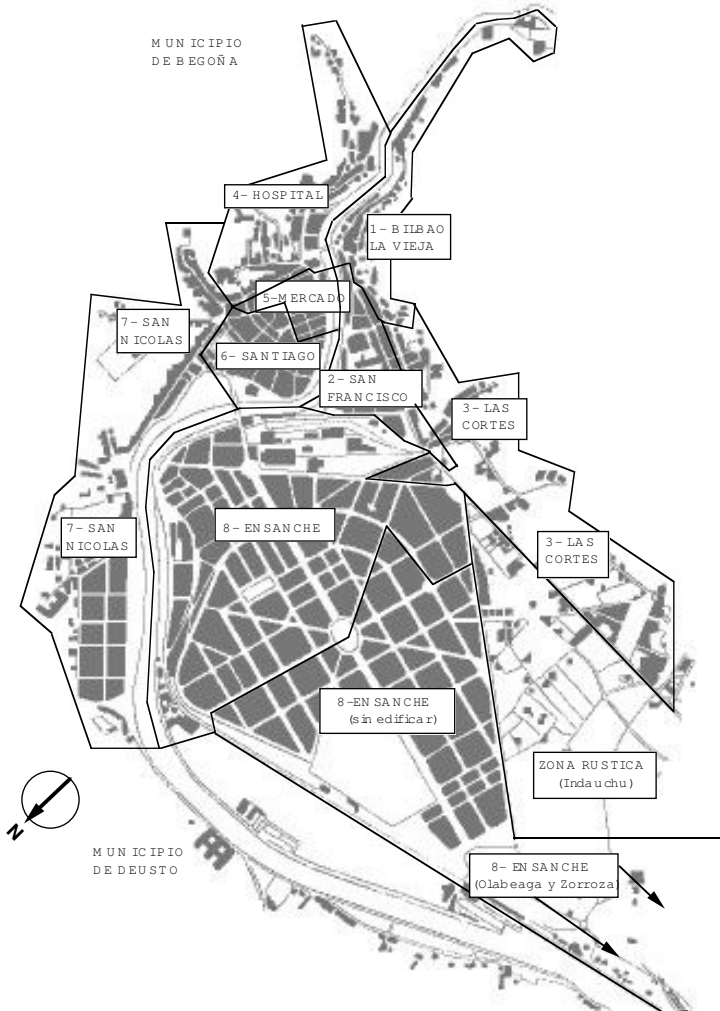 MUNICIPIO
DE BEGOÑA
4- HOSPITAL
1- BILBAO
LA VIEJA
5-MERCADO
7- SAN
NICOLAS
6- SANTIAGO
2- SAN
FRANCISCO
3- LAS
CORTES
7- SAN
NICOLAS
8- ENSANCHE
3- LAS
CORTES
8-ENSANCHE
(sin edificar)
ZONA RUSTICA
(Indauchu)
N
MUNICIPIO
DE DEUSTO
8- ENSANCHE
(Olabeaga y Zorroza)